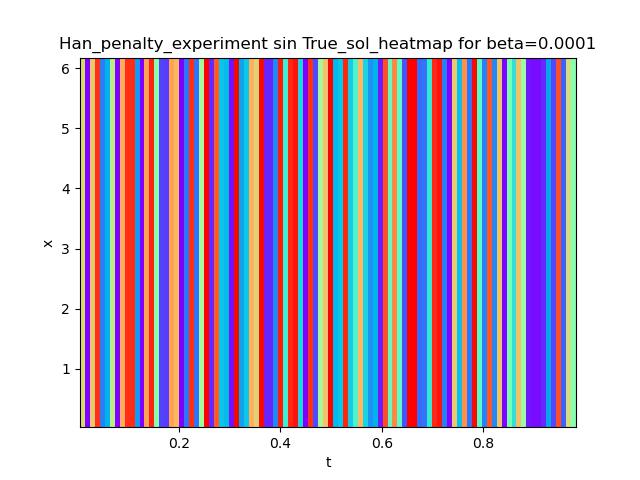 Han_penalty_experiment sin True_sol_heatmap for beta=0.0001
6
5
4
3
2
1
x
0.2 0.4 0.6 0.8
t